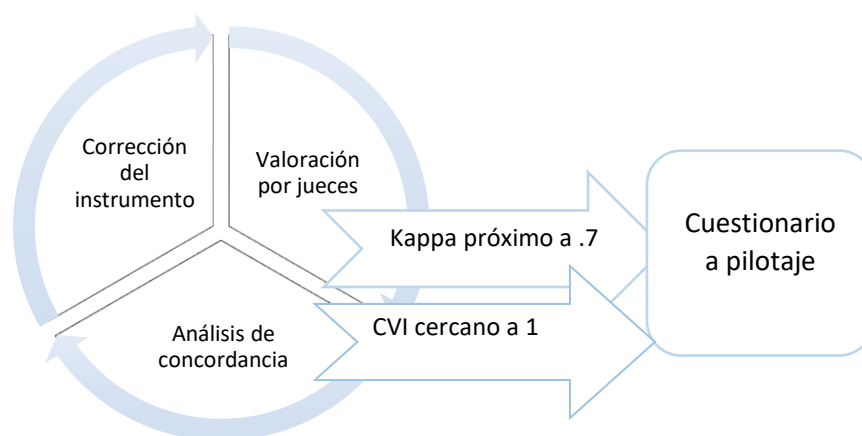 Corrección
del
instrumento
Valoración
por jueces
Análisis de
concordancia
Kappa próximo a .7
CVI cercano a 1
Cuestionario
a pilotaje